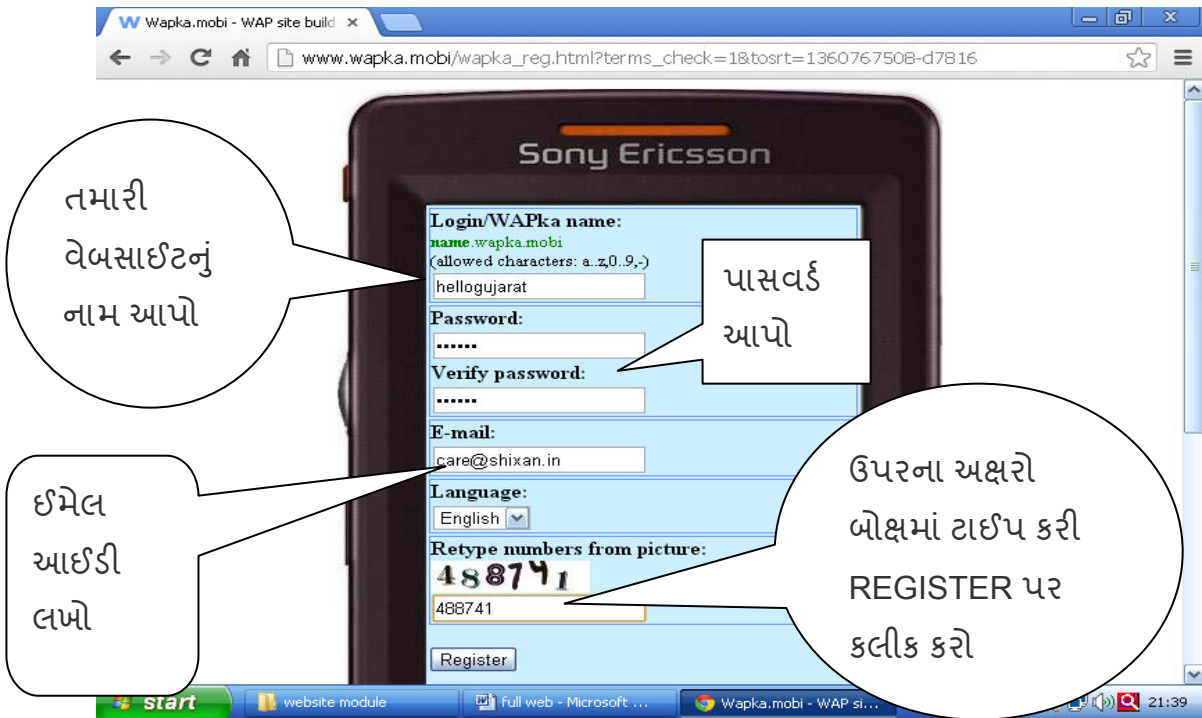 Wapka.mobi - WAP site build
www.wapka.mobi/wapka_reg.html?terms_check=1&tosrt=1360767508-d7816
Sony Ericsson
તમારી
વેબસાઈટનું
નામ આપો
Login/WAPka name:
name.wapka.mobi
(allowed characters: a..z,0..9,-)
hellogujarat
પાસવર્ડ
આપો
Password:
••••••
Verify password:
••••••
E-mail:
care@shixan.in
ઈમેલ
આઈડી
લખો
Language:
English
Retype numbers from picture:
488741
488741
Register
ઉપરના અક્ષરો
બોક્ષમાં ટાઈપ કરી
REGISTER પર
કલીક કરો
start
website module
full web - Microsoft ...
Wapka.mobi - WAP si...
21:39